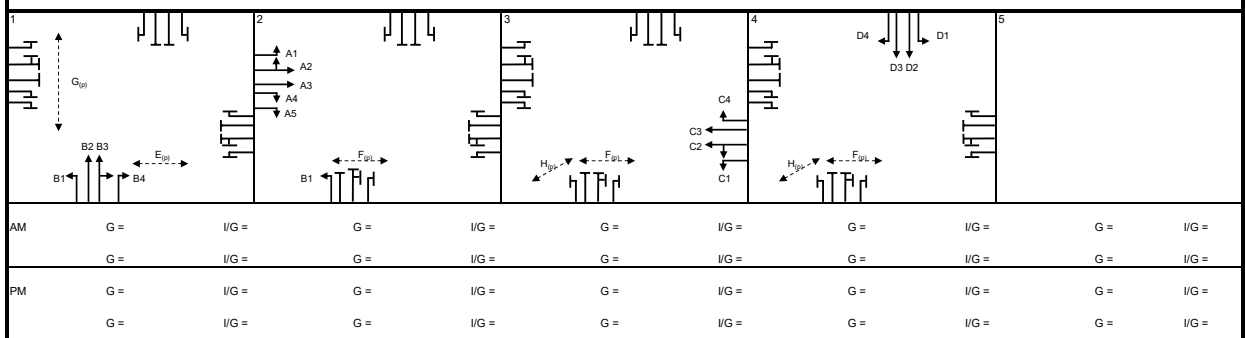 1
G(p)
B2 B3
B1
B4
E(p)
2
A1
A2
A3
A4
A5
F(p)
B1
3
H(p)
F(p)
C4
C3
C2
C1
4
D4
D1
D3 D2
H(p)
F(p)
5
AM G = I/G = G = I/G = G = I/G = G = I/G = G = I/G =
G = I/G = G = I/G = G = I/G = G = I/G = G = I/G =
PM G = I/G = G = I/G = G = I/G = G = I/G = G = I/G =
G = I/G = G = I/G = G = I/G = G = I/G = G = I/G =